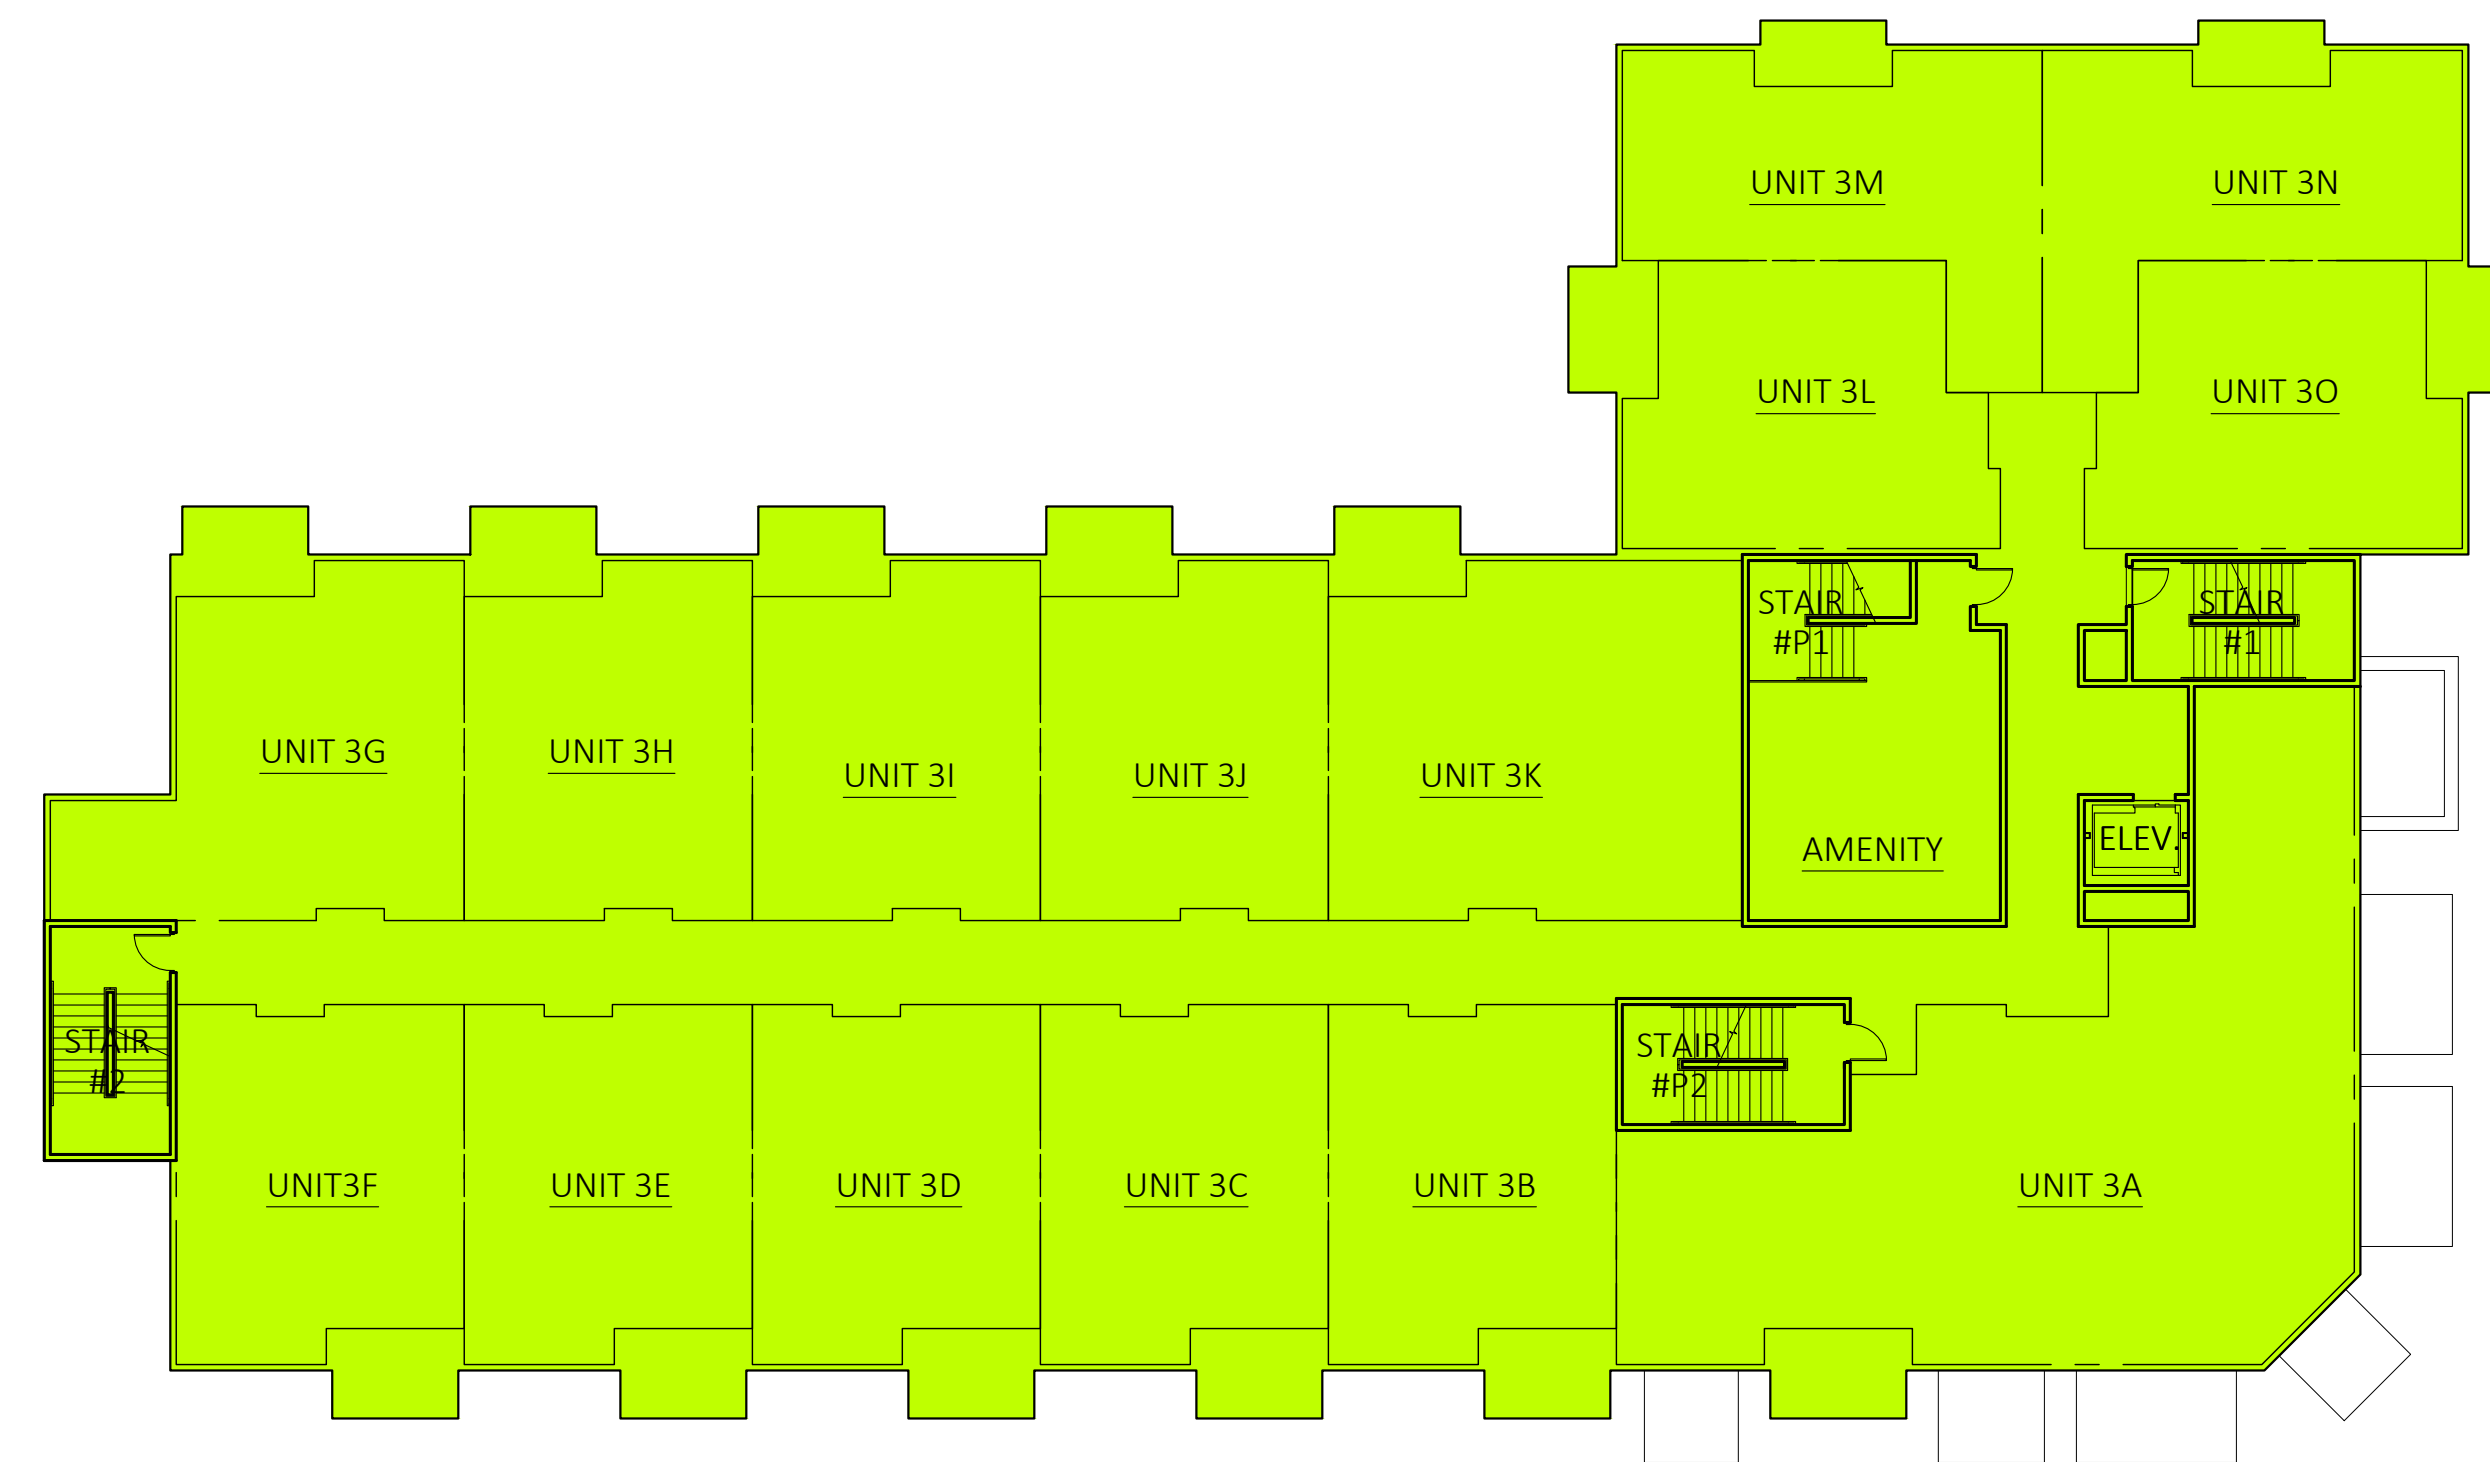 UNIT 3M
UNIT 3N
UNIT 3L
UNIT 3O
STAIR
#P1
STAIR
#1
UNIT 3G
UNIT 3H
UNIT 3I
UNIT 3J
UNIT 3K
AMENITY
ELEV.
STAIR
#2
STAIR
#P2
UNIT3F
UNIT 3E
UNIT 3D
UNIT 3C
UNIT 3B
UNIT 3A